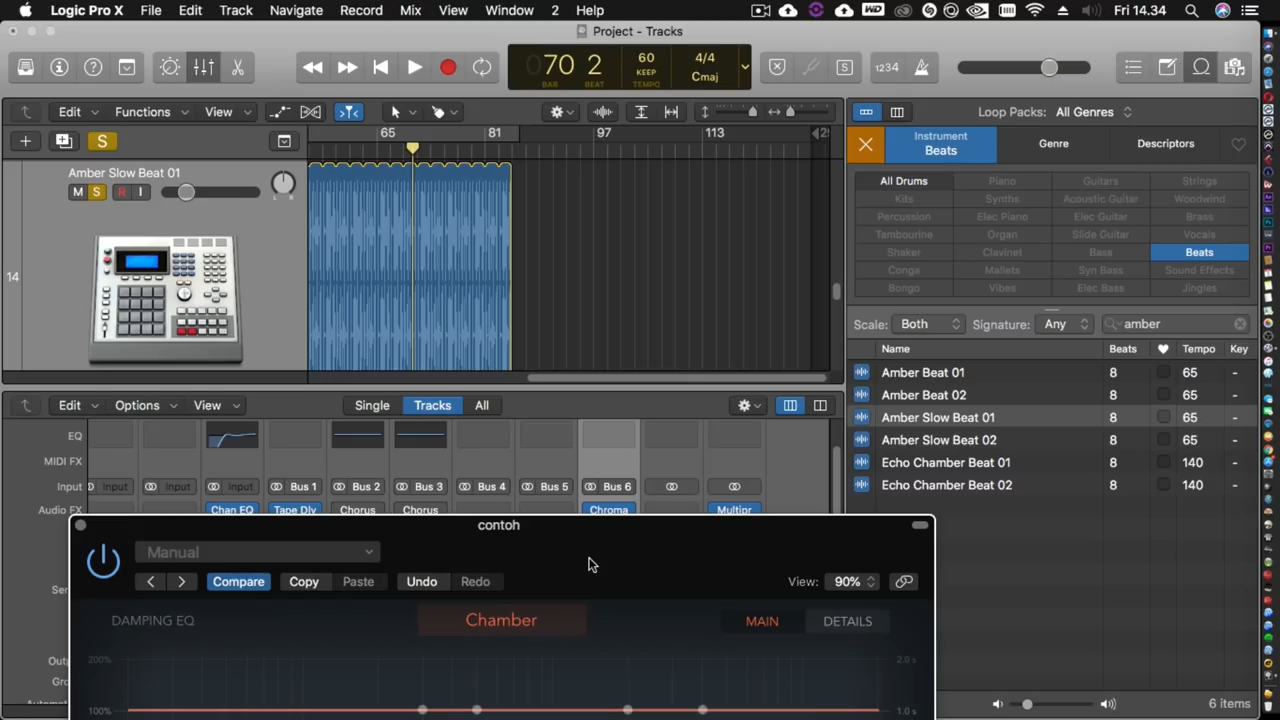 Logic Pro X File Edit Track Navigate Record Mix View Window 2 Help Fri 14.34
Project - Tracks
70 2 60 4/4
KEEP Cmaj
BAR BEAT TEMPO
S 1234
Edit Functions View
Loop Packs: All Genres
65 81 97 113
S
Instrument
Beats
Genre Descriptors
Amber Slow Beat 01
M S R I
L R
14
All Drums Piano Guitars Strings
Kits Synths Acoustic Guitar Woodwind
Percussion Elec Piano Elec Guitar Brass
Tambourine Organ Slide Guitar Vocals
Shaker Clavinet Bass Beats
Conga Mallets Syn Bass Sound Effects
Bongo Vibes Elec Bass Jingles
Scale: Both Signature: Any amber
Name Beats Tempo Key
Amber Beat 01 8 65 -
Amber Beat 02 8 65 -
Amber Slow Beat 01 8 65 -
Amber Slow Beat 02 8 65 -
Echo Chamber Beat 01 8 140 -
Echo Chamber Beat 02 8 140 -
6 items
Edit Options View Single Tracks All
EQ
MIDI FX
Input Input Input Input Bus 1 Bus 2 Bus 3 Bus 4 Bus 5 Bus 6
Audio FX Chan EQ Tape Dly Chorus Chorus Chroma Multipr
contoh
Manual
Compare Copy Paste Undo Redo View: 90%
DAMPING EQ Chamber MAIN DETAILS
200% 2.0 s
100% 1.0 s